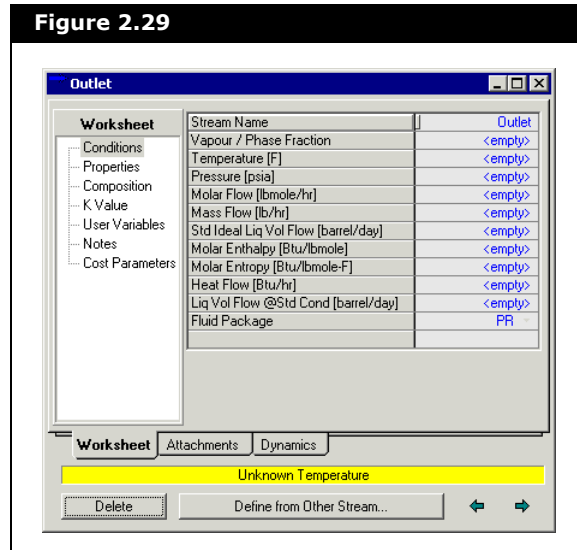 Figure 2.29
Outlet
Worksheet
Conditions
Properties
Composition
K Value
User Variables
Notes
Cost Parameters
Stream Name Outlet
Vapour / Phase Fraction <empty>
Temperature [F] <empty>
Pressure [psia] <empty>
Molar Flow [lbmole/hr] <empty>
Mass Flow [lb/hr] <empty>
Std Ideal Liq Vol Flow [barrel/day] <empty>
Molar Enthalpy [Btu/lbmole] <empty>
Molar Entropy [Btu/lbmole-F] <empty>
Heat Flow [Btu/hr] <empty>
Liq Vol Flow @Std Cond [barrel/day] <empty>
Fluid Package PR
Worksheet Attachments Dynamics
Unknown Temperature
Delete Define from Other Stream...